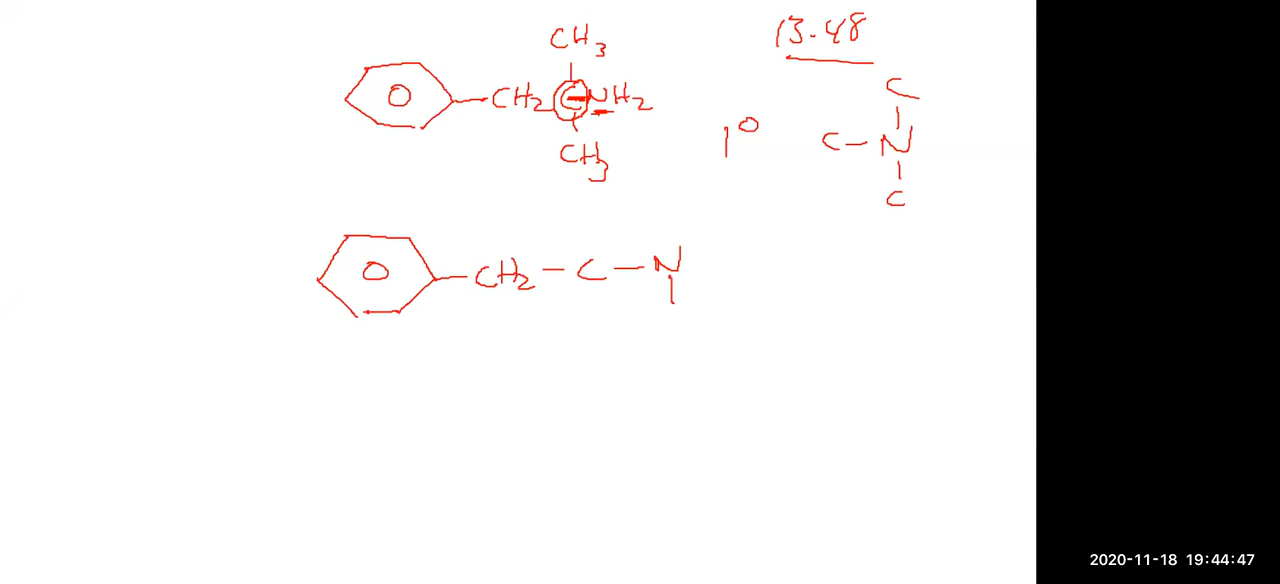 13.48
CH3
CH2 C NH2
CH3
1° C
C - N
C
CH2 - C - N
2020-11-18 19:44:47